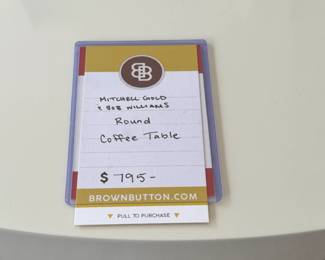 BB
MITCHELL GOLD
& BOB WILLIAMS
Round
Coffee Table
$ 795-
BROWNBUTTON.COM
PULL TO PURCHASE